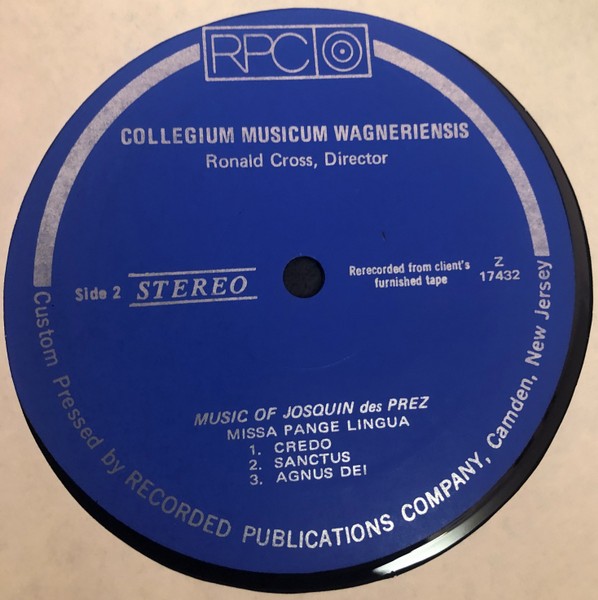 RPC
COLLEGIUM MUSICUM WAGNERIENSIS
Ronald Cross, Director
Side 2 STEREO
Rerecorded from client's
furnished tape
Z
17432
MUSIC OF JOSQUIN des PREZ
MISSA PANGE LINGUA
1. CREDO
2. SANCTUS
3. AGNUS DEI
Custom Pressed by RECORDED PUBLICATIONS COMPANY, Camden, New Jersey